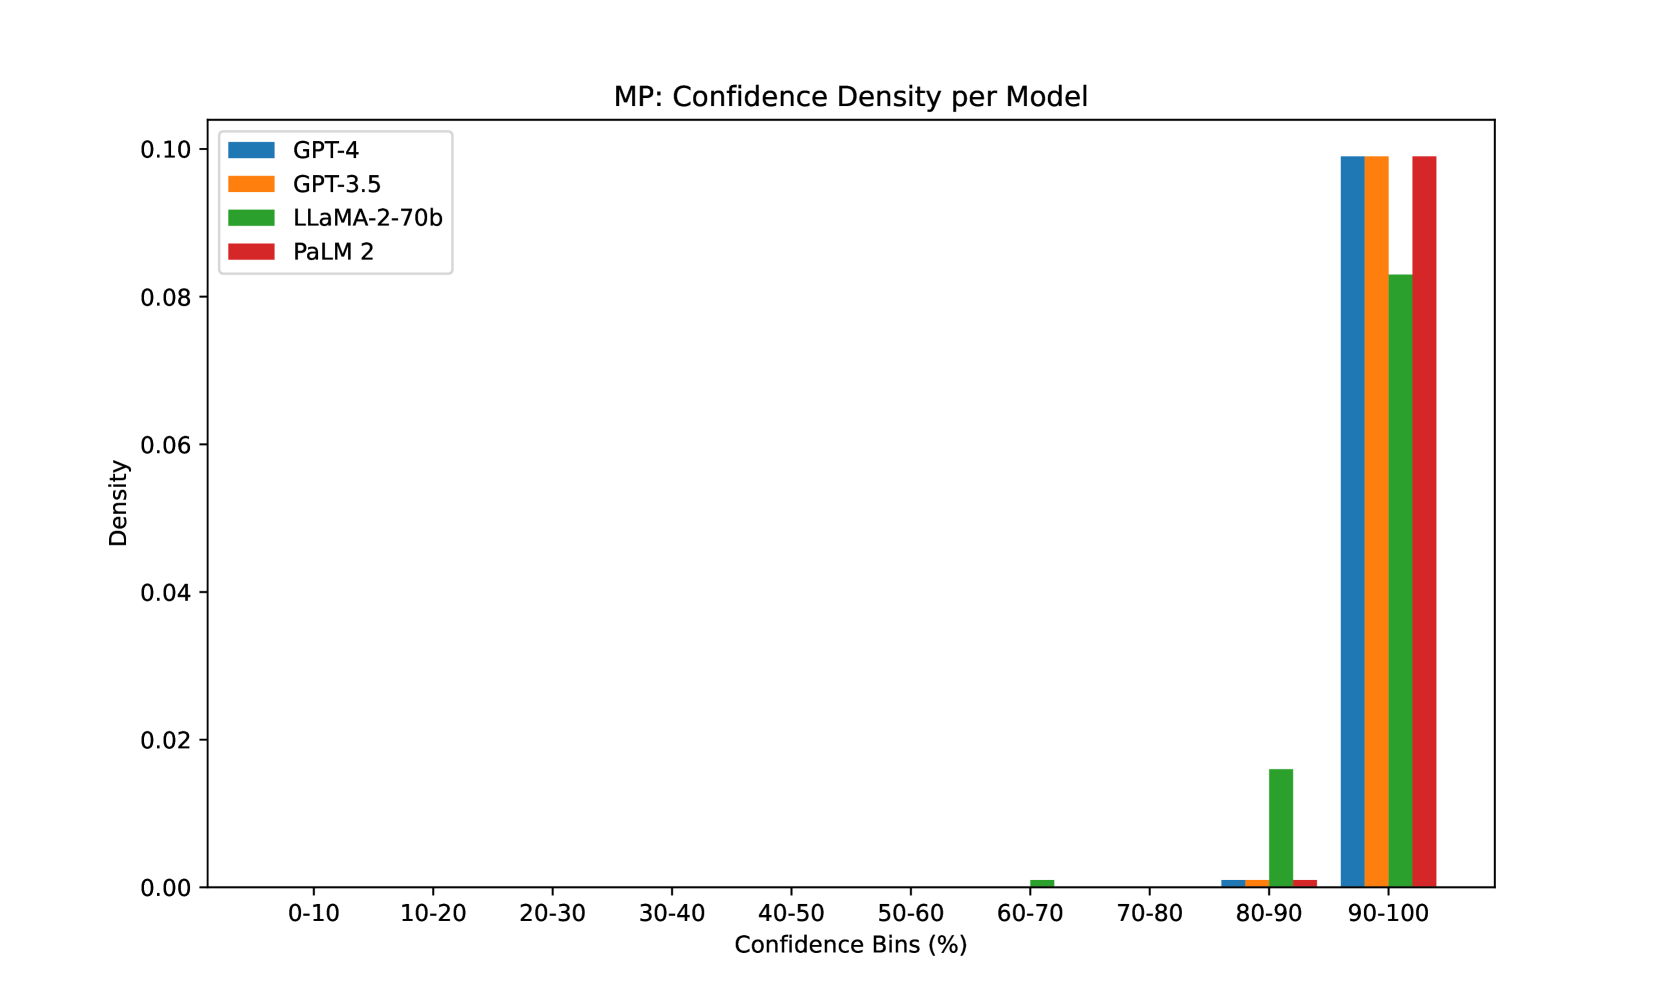 MP: Confidence Density per Model
GPT-4
GPT-3.5
LLaMA-2-70b
PaLM 2
0.10
0.08
0.06
0.04
0.02
0.00
Density
0-10 10-20 20-30 30-40 40-50 50-60 60-70 70-80 80-90 90-100
Confidence Bins (%)